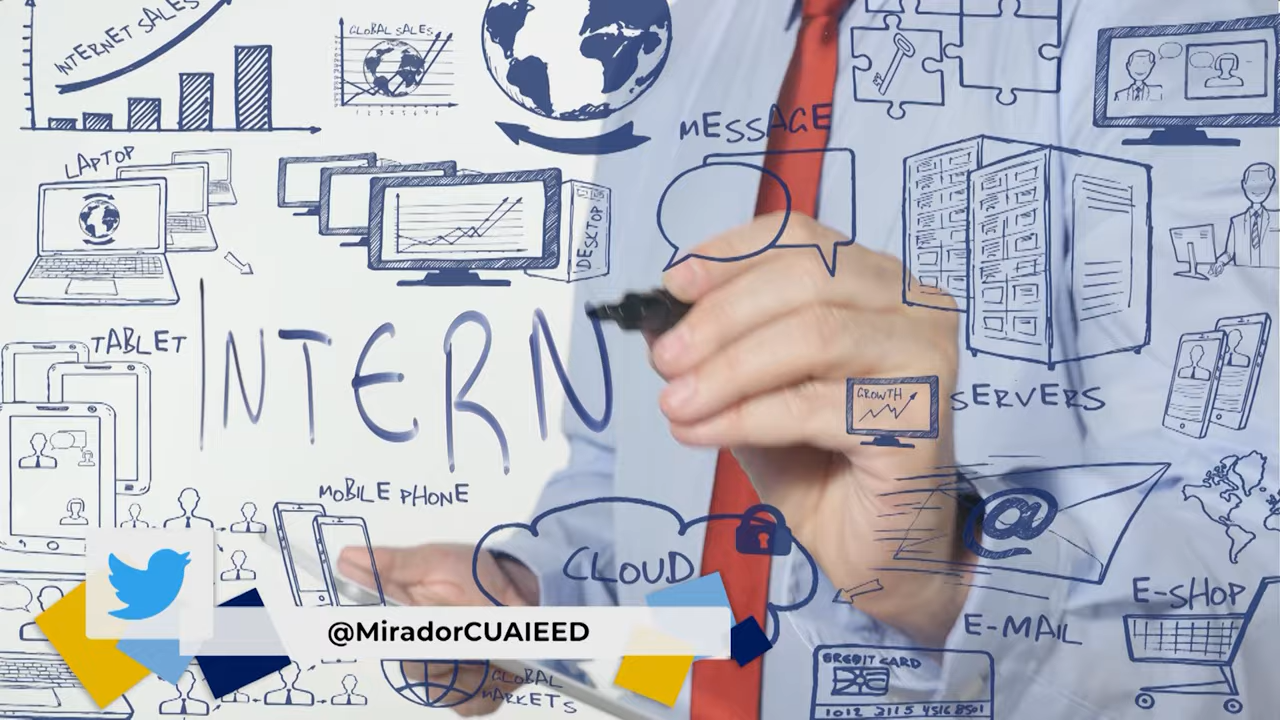 INTERNET SALES
GLOBAL SALES
MESSAGE
LAPTOP
DESKTOP
TABLET
INTERN
GROWTH
SERVERS
MOBILE PHONE
CLOUD
@
E-SHOP
E-MAIL
@MiradorCUAIEED
CREDIT CARD
GLOBAL
MARKETS
1012 3115 4516 8501